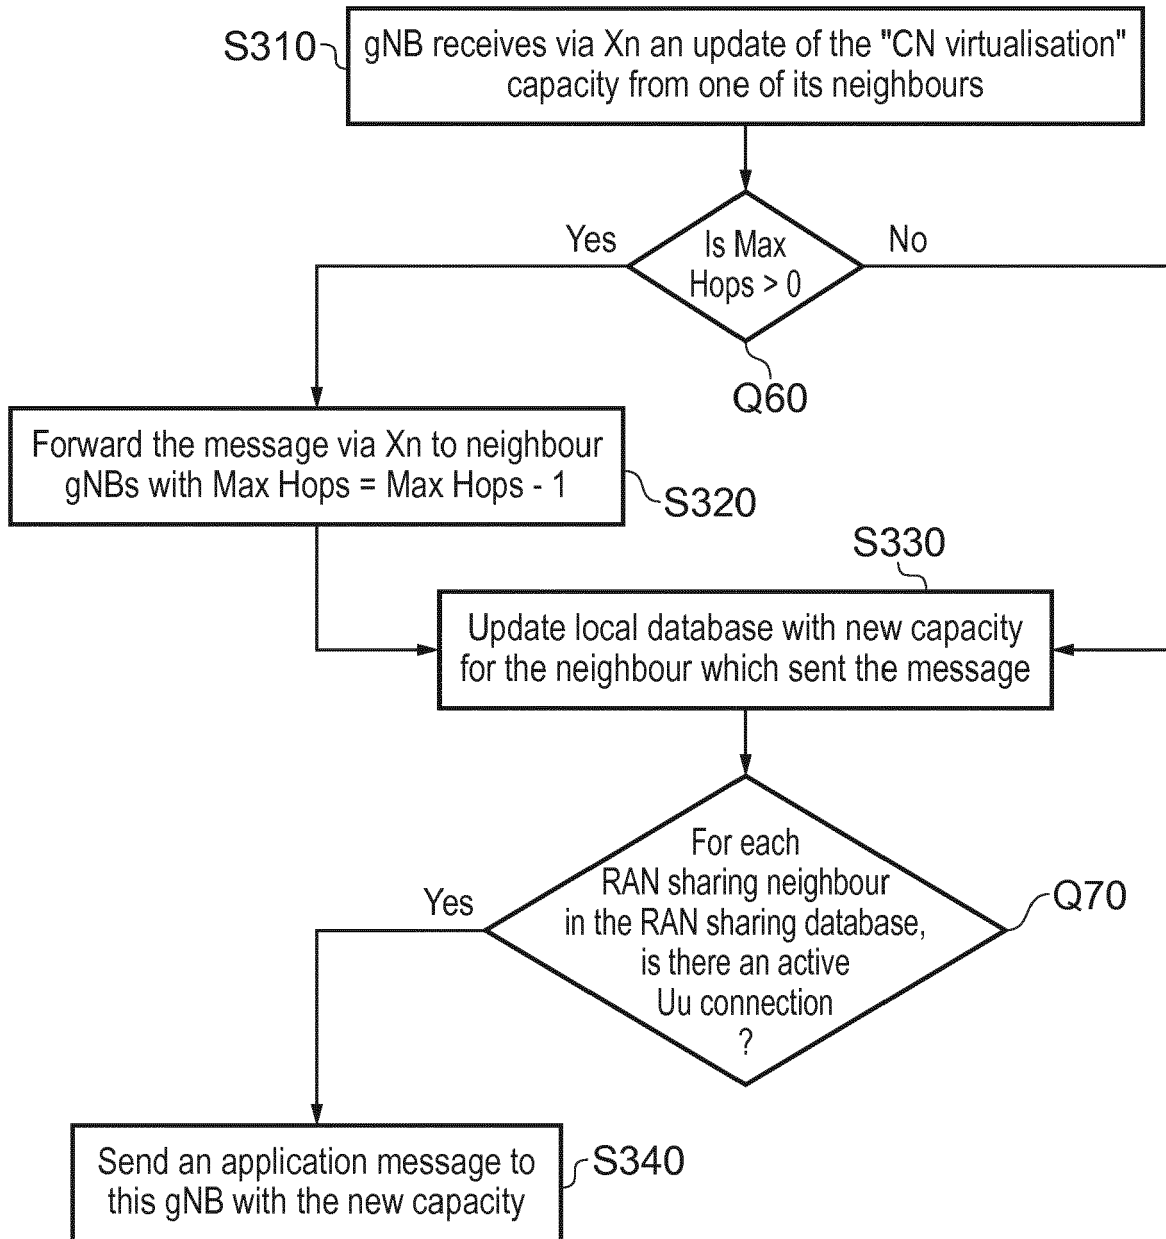 S310
gNB receives via Xn an update of the "CN virtualisation"
capacity from one of its neighbours
Yes
Is Max
Hops > 0
No
Q60
Forward the message via Xn to neighbour
gNBs with Max Hops = Max Hops - 1
S320
S330
Update local database with new capacity
for the neighbour which sent the message
Yes
For each
RAN sharing neighbour
in the RAN sharing database,
is there an active
Uu connection
?
Q70
Send an application message to
this gNB with the new capacity
S340